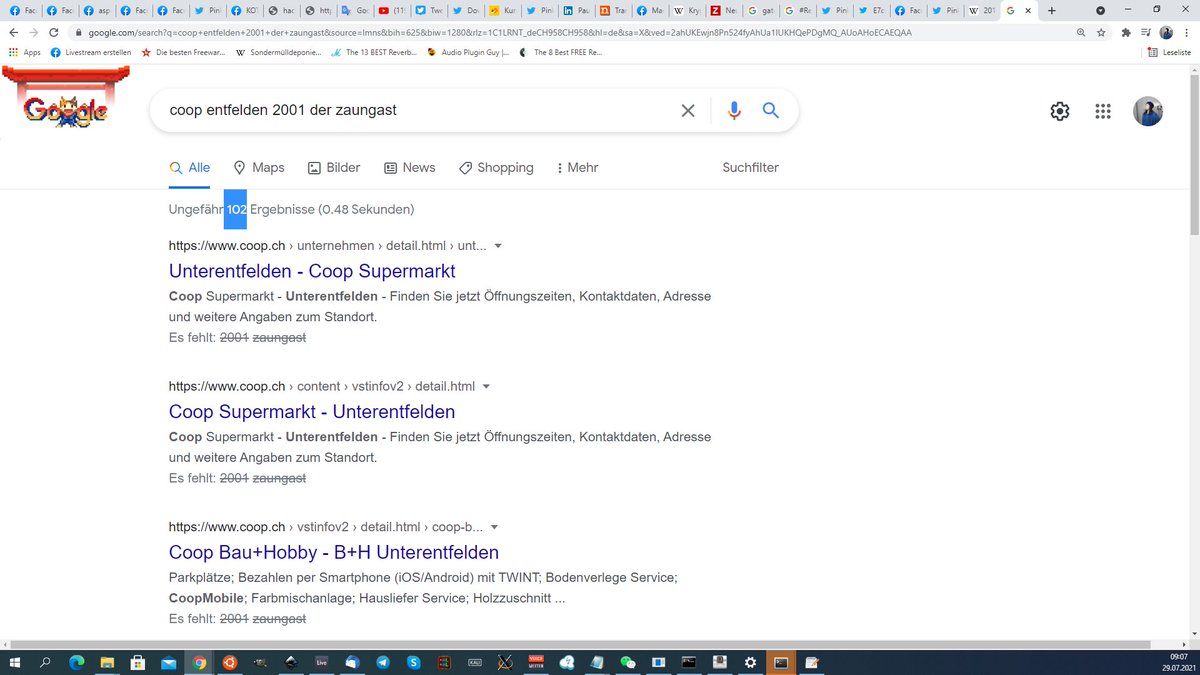 Fac
Fac
asp
Fac
Fac
Pin
Fac
KOT
hac
http
Goo
(11
Twe
Dov
Kur
Pin
Pau
Tra
Ma
W Kry
Z Ne
gat
#Re
Pin
E7c
Fac
Pin
W 201
google.com/search?q=coop+entfelden+2001+der+zaungast&source=lmns&bih=625&biw=1280&rlz=1C1LRNT_deCH958CH958&hl=de&sa=X&ved=2ahUKEwjn8Pn524fyAhUa1IUKHQePDgMQ_AUoAHoECAEQAA
Apps Livestream erstellen Die besten Freewar... Sondermülldeponie... The 13 BEST Reverb... Audio Plugin Guy |... The 8 Best FREE Re... Leseliste
Google
coop entfelden 2001 der zaungast
Alle Maps Bilder News Shopping Mehr Suchfilter
Ungefähr 102 Ergebnisse (0.48 Sekunden)
https://www.coop.ch › unternehmen › detail.html › unt...
Unterentfelden - Coop Supermarkt
Coop Supermarkt - Unterentfelden - Finden Sie jetzt Öffnungszeiten, Kontaktdaten, Adresse
und weitere Angaben zum Standort.
Es fehlt: 2001 zaungast
https://www.coop.ch › content › vstinfov2 › detail.html
Coop Supermarkt - Unterentfelden
Coop Supermarkt - Unterentfelden - Finden Sie jetzt Öffnungszeiten, Kontaktdaten, Adresse
und weitere Angaben zum Standort.
Es fehlt: 2001 zaungast
https://www.coop.ch › vstinfov2 › detail.html › coop-b...
Coop Bau+Hobby - B+H Unterentfelden
Parkplätze; Bezahlen per Smartphone (iOS/Android) mit TWINT; Bodenverlege Service;
CoopMobile; Farbmischanlage; Hausliefer Service; Holzzuschnitt ...
Es fehlt: 2001 zaungast
Live
09:07
29.07.2021